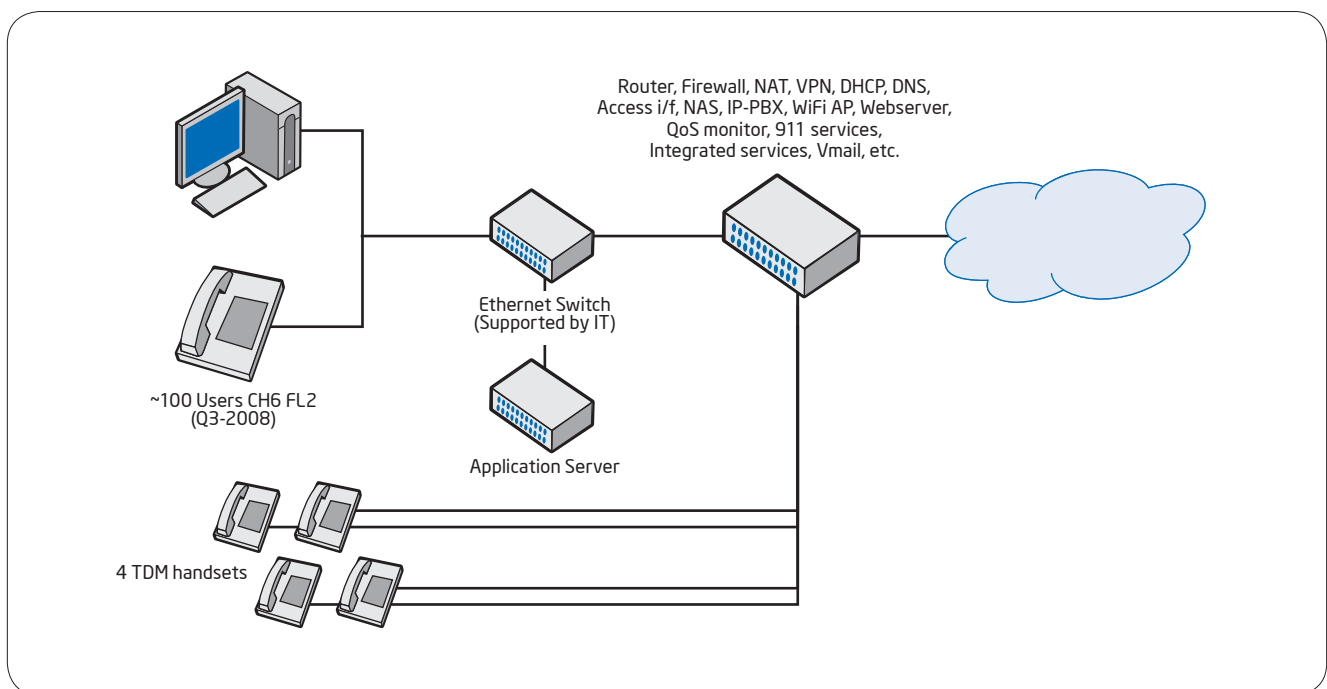 Router, Firewall, NAT, VPN, DHCP, DNS,
Access i/f, NAS, IP-PBX, WiFi AP, Webserver,
QoS monitor, 911 services,
Integrated services, Vmail, etc.
Ethernet Switch
(Supported by IT)
~100 Users CH6 FL2
(Q3-2008)
Application Server
4 TDM handsets